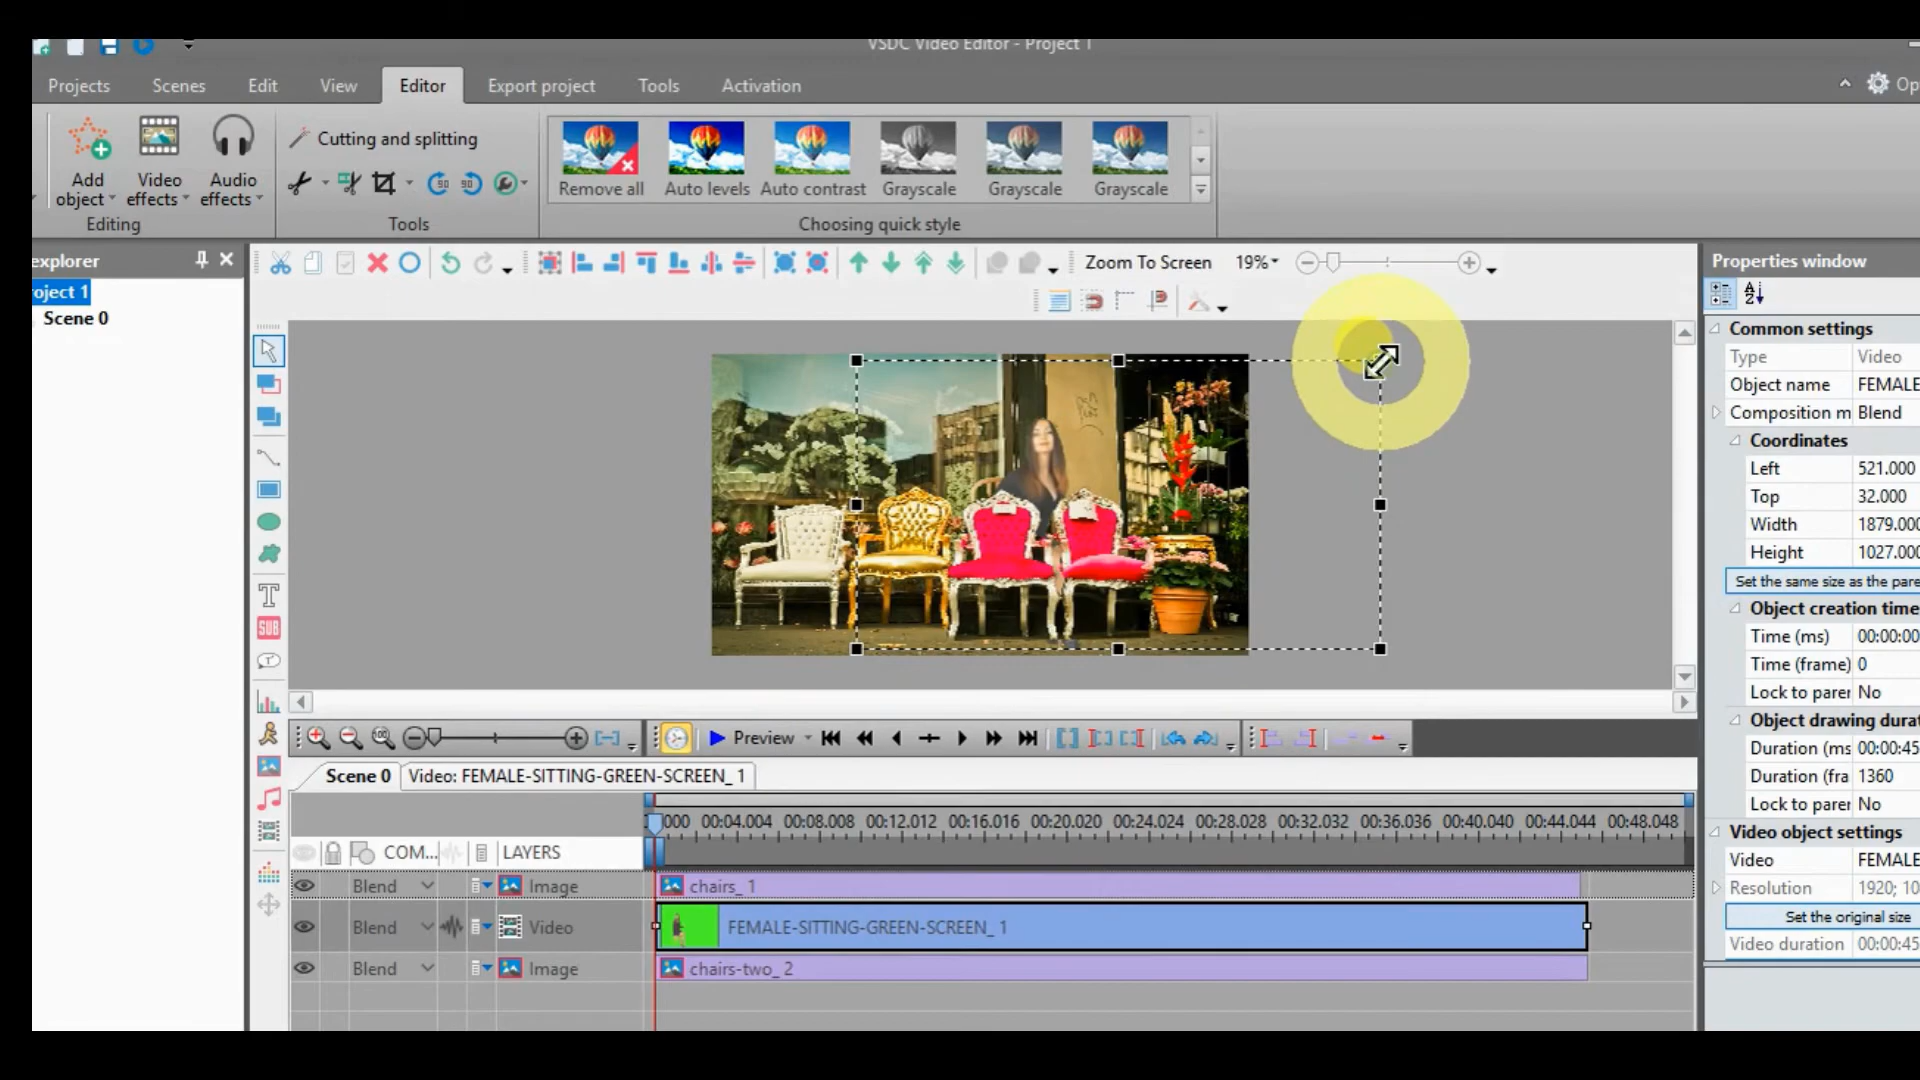 VSDC Video Editor - Project 1
Projects Scenes Edit View Editor Export project Tools Activation
Cutting and splitting
Add object
Video effects
Audio effects
Remove all Auto levels Auto contrast Grayscale Grayscale Grayscale
Editing Tools Choosing quick style
explorer
oject 1
Scene 0
Zoom To Screen 19%
Properties window
Common settings
Type Video
Object name FEMALE
Composition m Blend
Coordinates
Left 521.000
Top 32.000
Width 1879.000
Height 1027.000
Set the same size as the pare
Object creation time
Time (ms) 00:00:00
Time (frame) 0
Lock to parer No
Object drawing durat
Duration (ms 00:00:45
Duration (fra 1360
Lock to parer No
Video object settings
Video FEMALE
Resolution 1920; 10
Set the original size
Video duration 00:00:45
T
SUB
Preview
Scene 0 Video: FEMALE-SITTING-GREEN-SCREEN_ 1
000 00:04.004 00:08.008 00:12.012 00:16.016 00:20.020 00:24.024 00:28.028 00:32.032 00:36.036 00:40.040 00:44.044 00:48.048
COM... LAYERS
Blend Image chairs_ 1
Blend Video FEMALE-SITTING-GREEN-SCREEN_ 1
Blend Image chairs-two_ 2